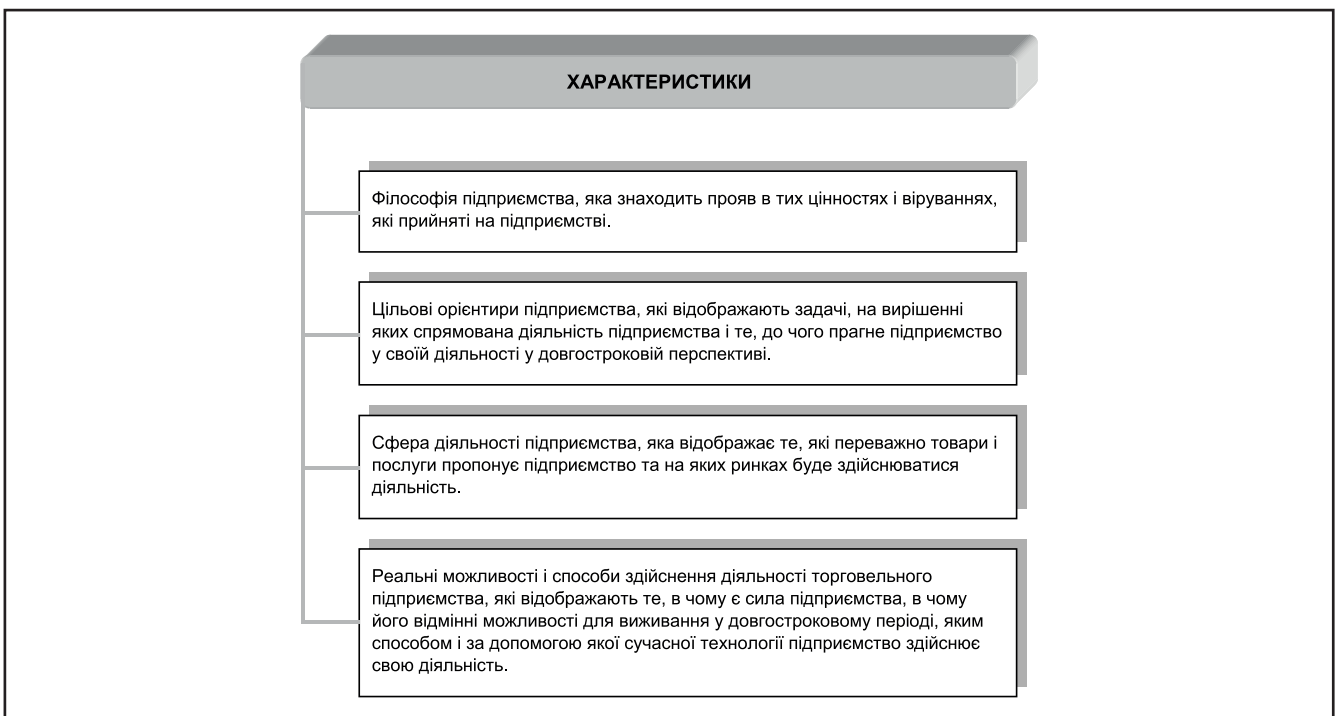 ХАРАКТЕРИСТИКИ
Філософія підприємства, яка знаходить прояв в тих цінностях і віруваннях,
які прийняті на підприємстві.
Цільові орієнтири підприємства, які відображають задачі, на вирішенні
яких спрямована діяльність підприємства і те, до чого прагне підприємство
у своїй діяльності у довгостроковій перспективі.
Сфера діяльності підприємства, яка відображає те, які переважно товари і
послуги пропонує підприємство та на яких ринках буде здійснюватися
діяльність.
Реальні можливості і способи здійснення діяльності торговельного
підприємства, які відображають те, в чому є сила підприємства, в чому
його відмінні можливості для виживання у довгостроковому періоді, яким
способом і за допомогою якої сучасної технології підприємство здійснює
свою діяльність.